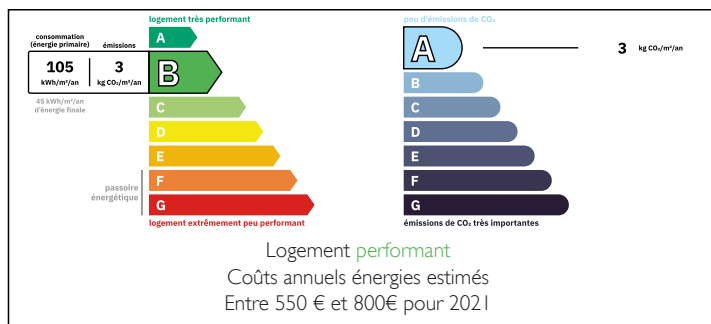 logement très performant
consommation
(énergie primaire)
émissions
105
kWh/m²/an
3
kg CO₂/m²/an
45 kWh/m²/an
d'énergie finale
A
B
C
D
E
F
G
passoire
énergétique
logement extrêmement peu performant
peu d'émissions de CO₂
A
3 kg CO₂/m²/an
B
C
D
E
F
G
émissions de CO₂ très importantes
Logement performant
Coûts annuels énergies estimés
Entre 550 € et 800€ pour 2021